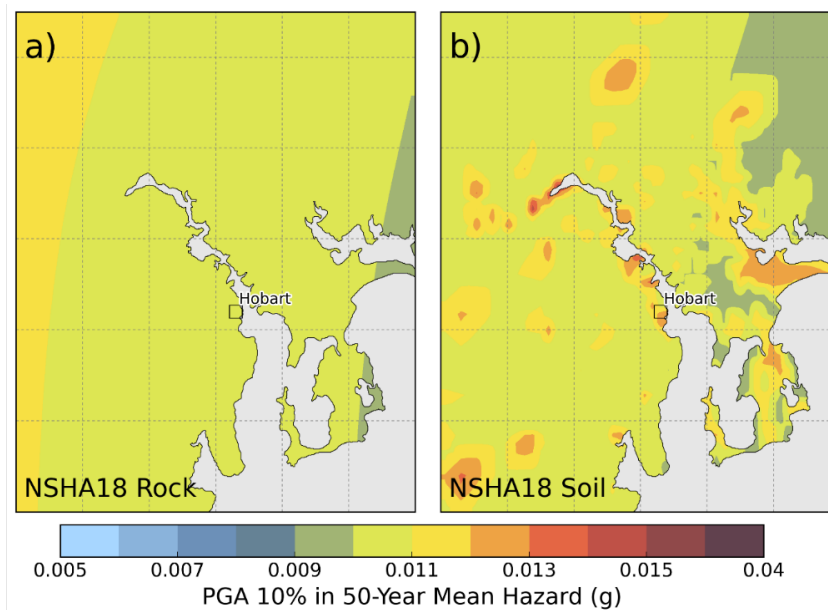 a)
Hobart
NSHA18 Rock
b)
Hobart
NSHA18 Soil
0.005 0.007 0.009 0.011 0.013 0.015 0.04
PGA 10% in 50-Year Mean Hazard (g)